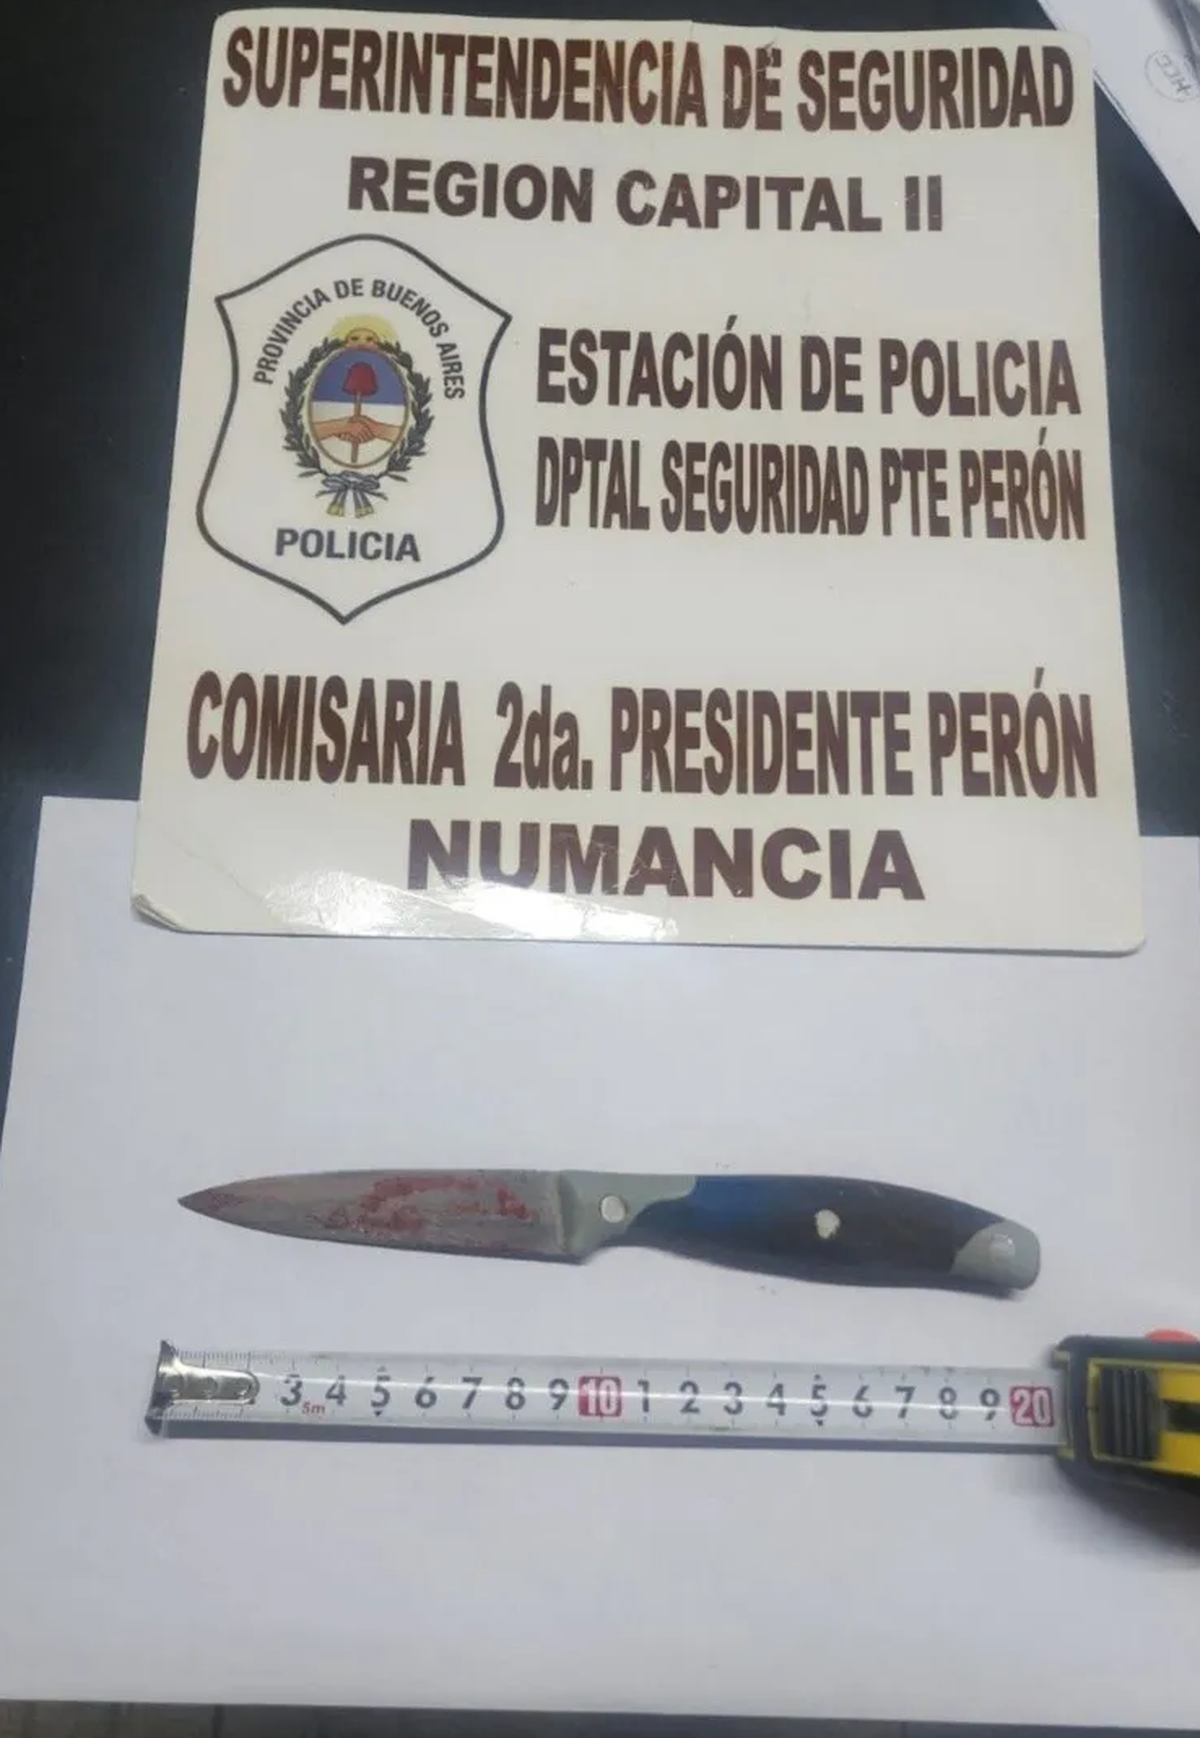 SUPERINTENDENCIA DE SEGURIDAD
REGION CAPITAL II
PROVINCIA DE BUENOS AIRES
POLICIA
ESTACIÓN DE POLICIA
DPTAL SEGURIDAD PTE PERÓN
COMISARIA 2da. PRESIDENTE PERÓN
NUMANCIA
3 4 5 6 7 8 9 10 1 2 3 4 5 6 7 8 9 20
5m